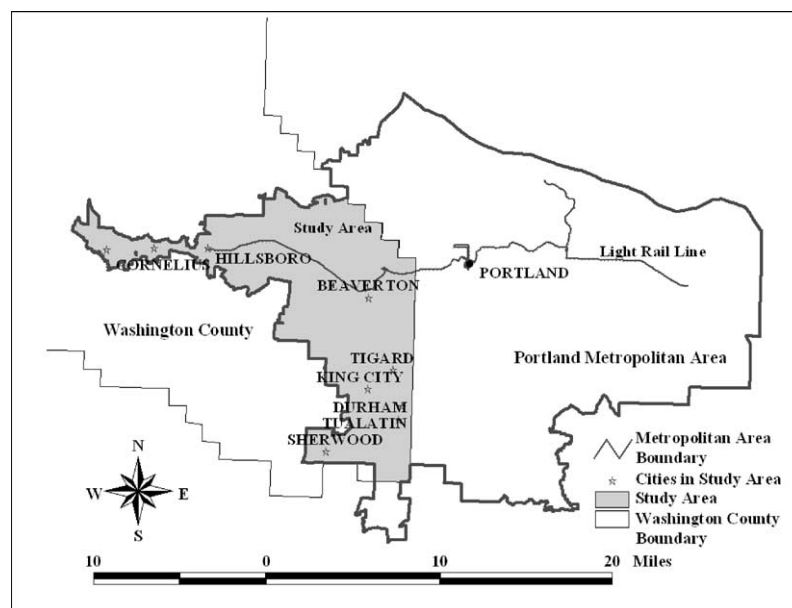 Study Area
Light Rail Line
CORNELIUS
HILLSBORO
PORTLAND
BEAVERTON
Washington County
TIGARD
Portland Metropolitan Area
KING CITY
DURHAM
TUALATIN
SHERWOOD
Metropolitan Area
Boundary
Cities in Study Area
Study Area
Washington County
Boundary
N
W
E
S
10 0 10 20 Miles